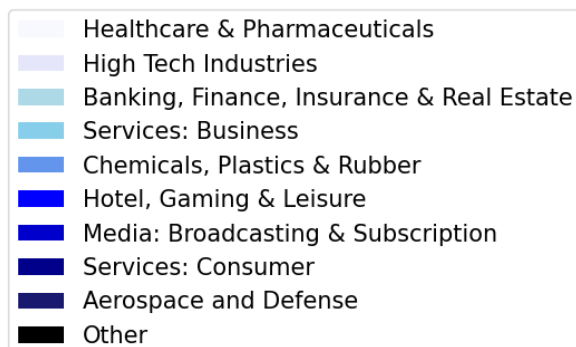 Healthcare & Pharmaceuticals
High Tech Industries
Banking, Finance, Insurance & Real Estate
Services: Business
Chemicals, Plastics & Rubber
Hotel, Gaming & Leisure
Media: Broadcasting & Subscription
Services: Consumer
Aerospace and Defense
Other